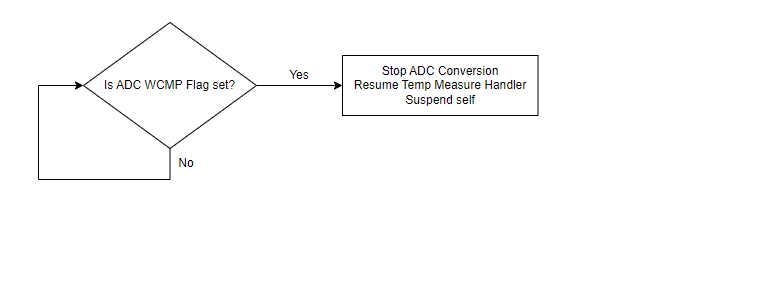 Is ADC WCMP Flag set?
Yes
Stop ADC Conversion
Resume Temp Measure Handler
Suspend self
No